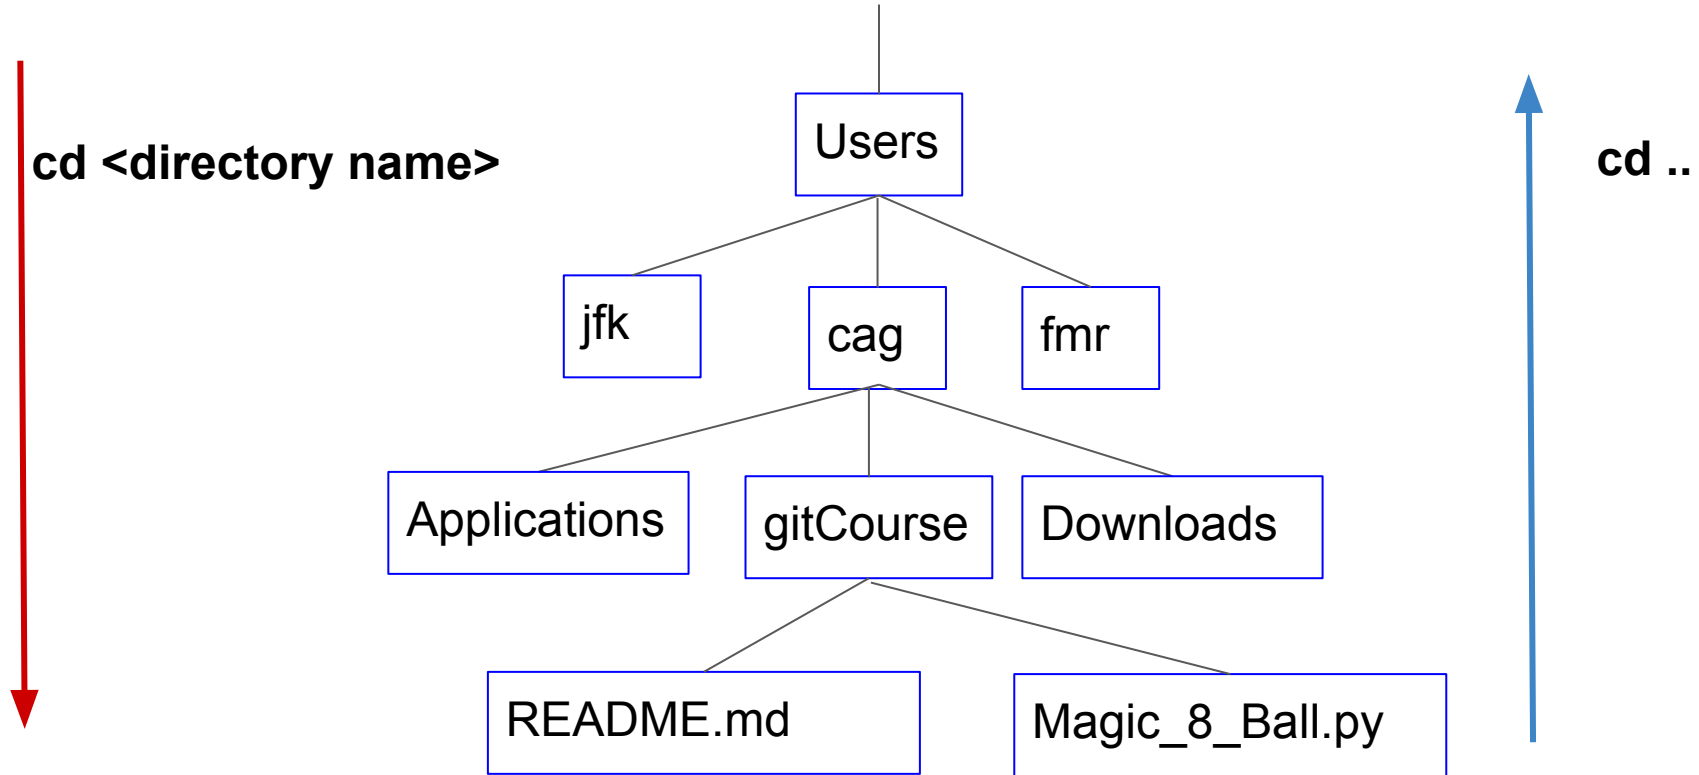 Users
cd <directory name>
cd ..
jfk
cag
fmr
Applications
gitCourse
Downloads
README.md
Magic_8_Ball.py